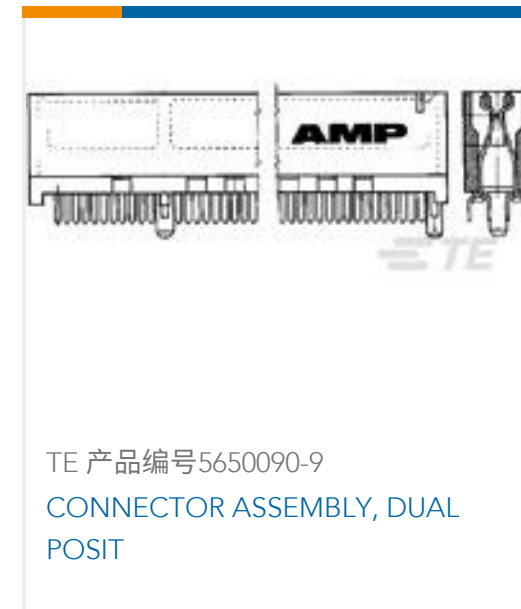 AMP
TE
TE 产品编号5650090-9
CONNECTOR ASSEMBLY, DUAL
POSIT